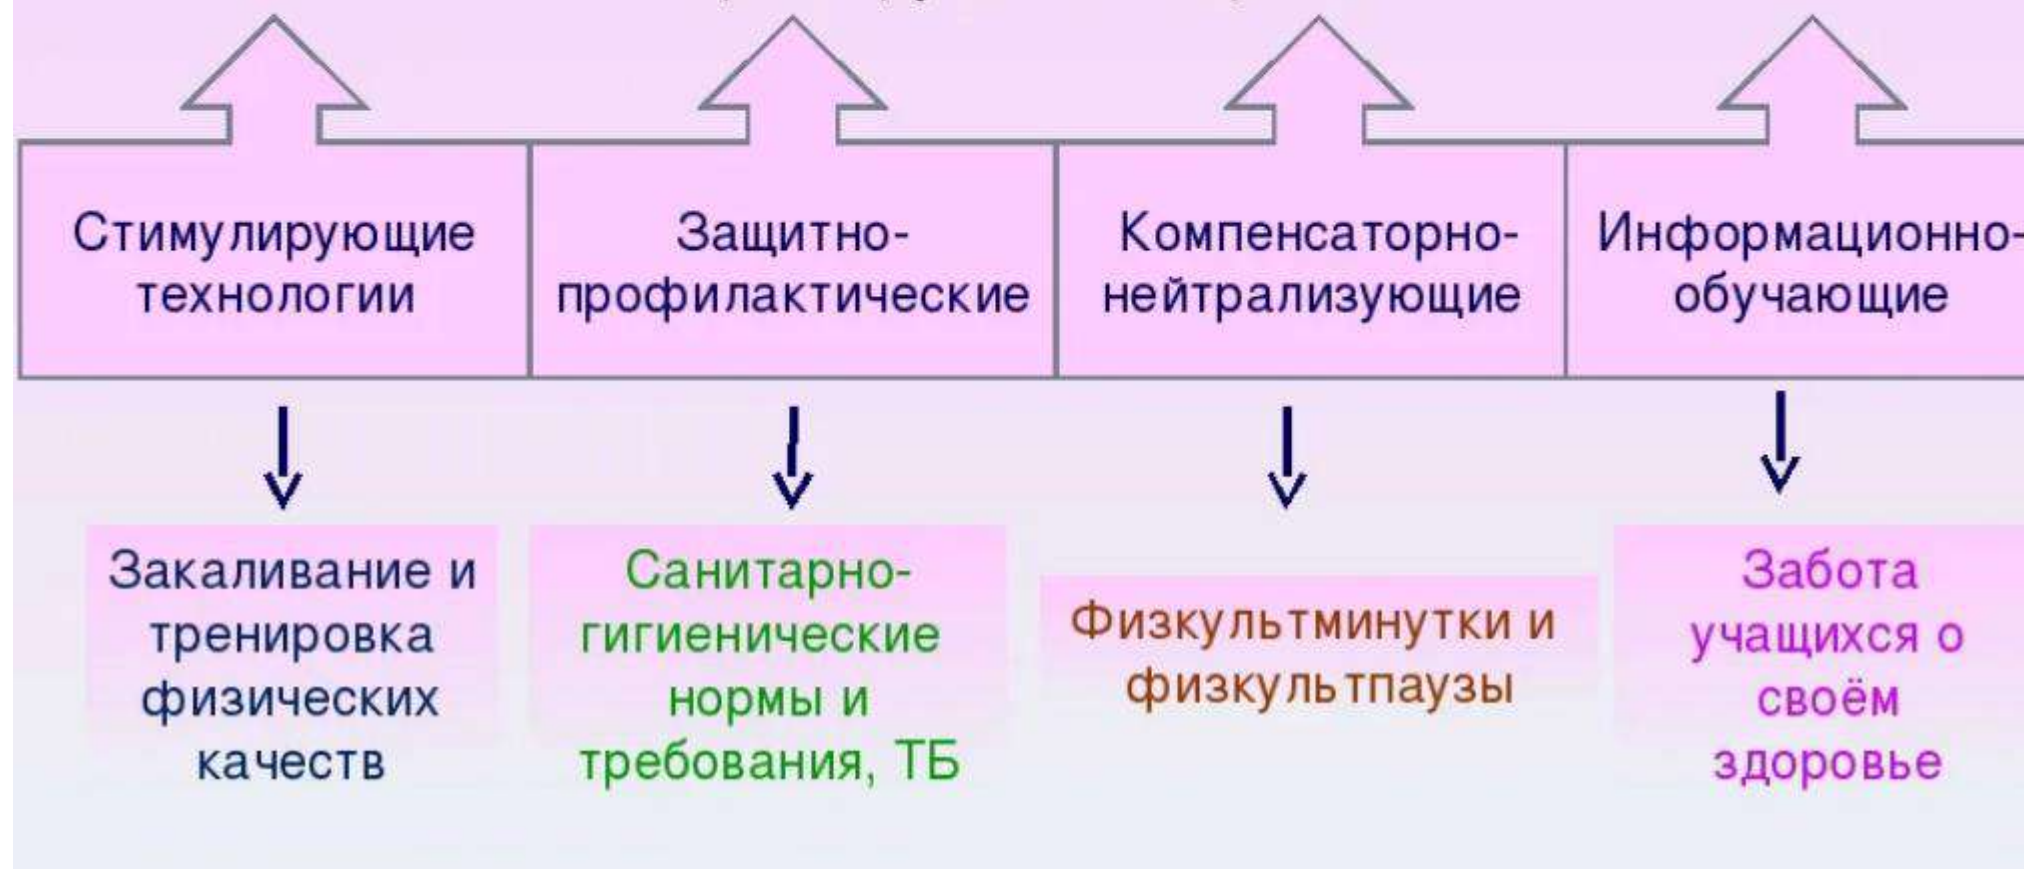 Стимулирующие
технологии
Защитно-
профилактические
Компенсаторно-
нейтрализующие
Информационно-
обучающие
Закаливание и
тренировка
физических
качеств
Санитарно-
гигиенические
нормы и
требования, ТБ
Физкультминутки и
физкультпаузы
Забота
учащихся о
своём
здоровье